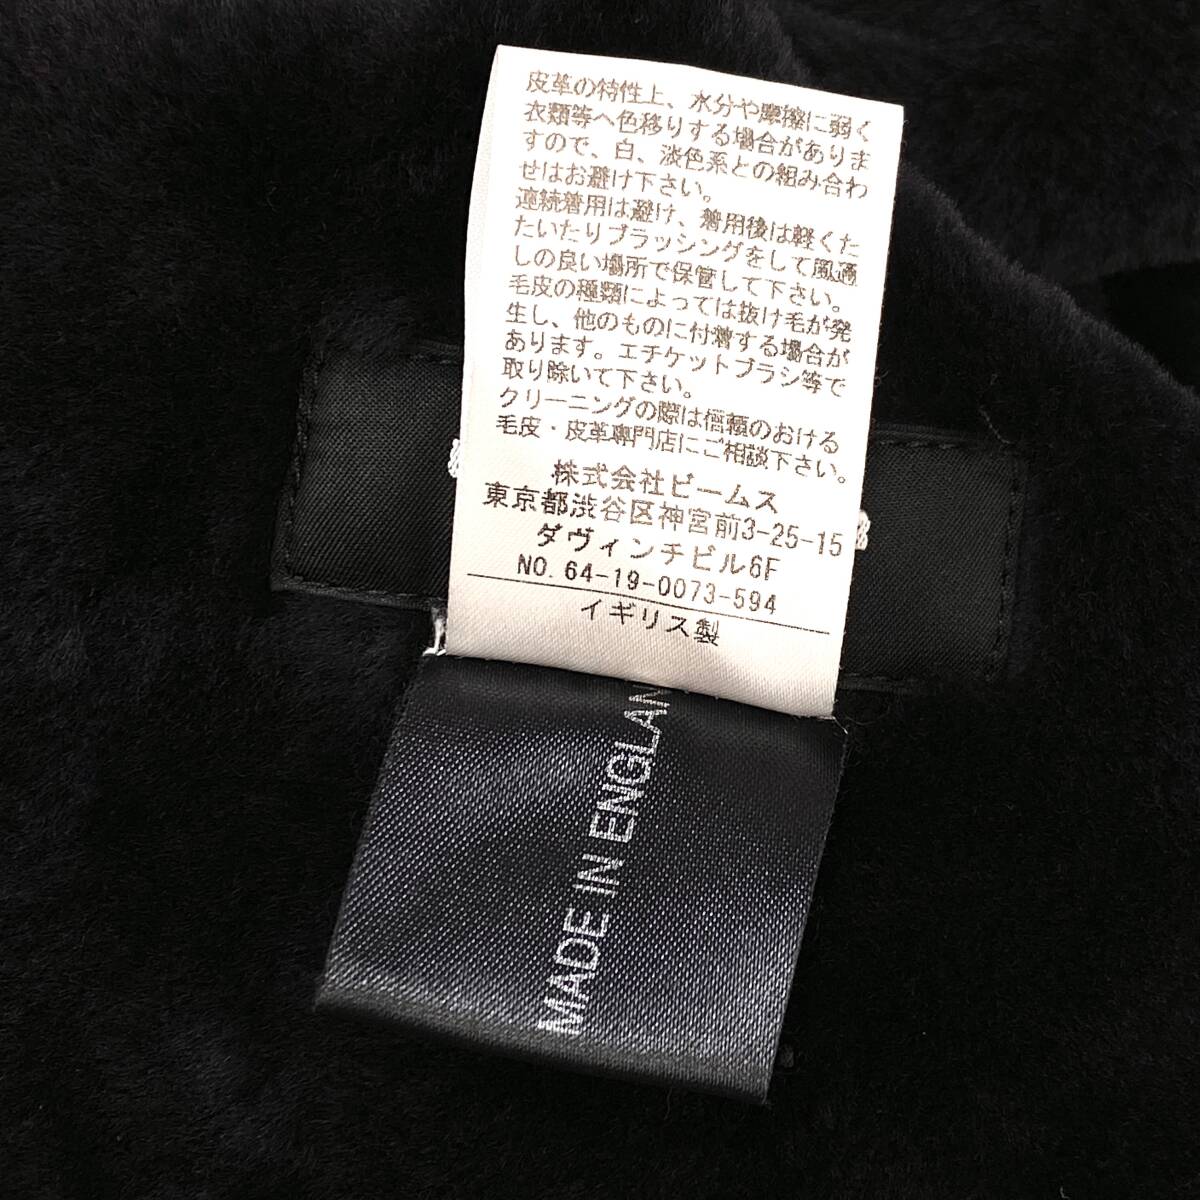 皮革の特性上、水分や摩擦に弱く
衣類等へ色移りする場合がありま
すので、白、淡色系との組み合わ
せはお避け下さい。
連続着用は避け、着用後は軽くた
たいたりブラッシングをして風通
しの良い場所で保管して下さい。
毛皮の種類によっては抜け毛が発
生し、他のものに付着する場合が
あります。エチケットブラシ等で
取り除いて下さい。
クリーニングの際は信頼のおける
毛皮・皮革専門店にご相談下さい。
株式会社ビームス
東京都渋谷区神宮前3-25-15
ダヴィンチビル6F
NO. 64-19-0073-594
イギリス製
MADE IN ENGLAN